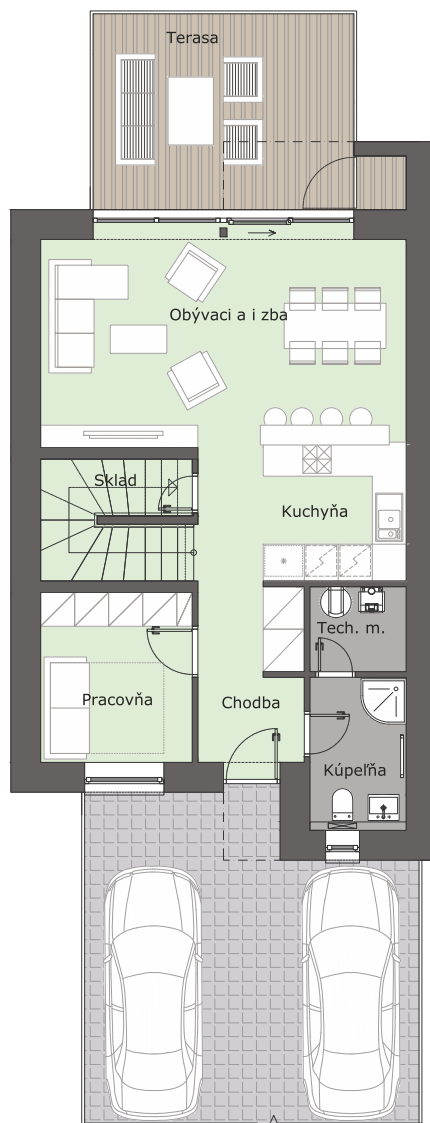 Terasa
Obývaci a i zba
Sklad
Kuchyňa
Tech. m.
Pracovňa
Chodba
Kúpeľňa